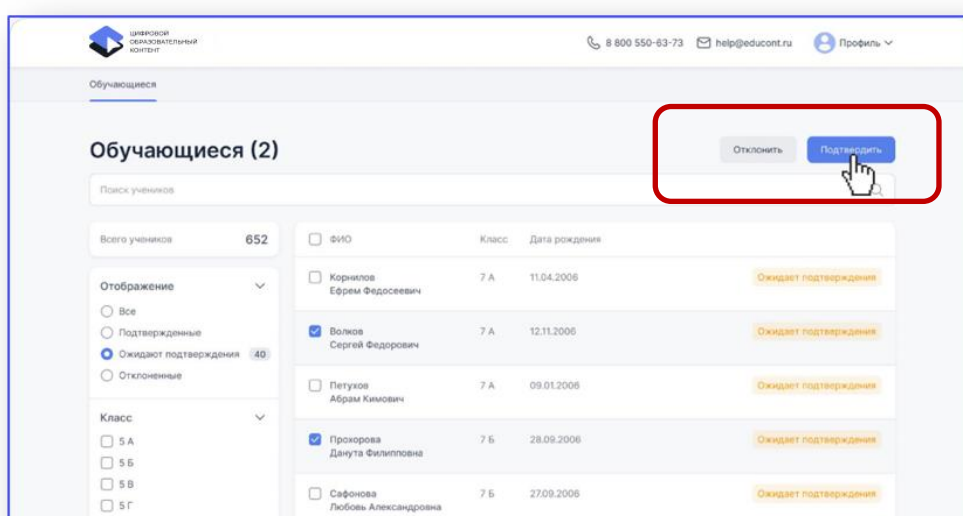 ЦИФРОВОЙ
ОБРАЗОВАТЕЛЬНЫЙ
КОНТЕНТ
8 800 550-63-73
help@educont.ru
Профиль
Обучающиеся
Обучающиеся (2)
Отклонить
Подтвердить
Поиск учеников
Всего учеников 652
Отображение
Все
Подтвержденные
Ожидают подтверждения 40
Отклоненные
Класс
5 А
5 Б
5 В
5 Г
ФИО Класс Дата рождения
Корнилов
Ефрем Федосеевич 7 А 11.04.2006 Ожидает подтверждения
Волков
Сергей Федорович 7 А 12.11.2006 Ожидает подтверждения
Петухов
Абрам Кимович 7 А 09.01.2006 Ожидает подтверждения
Прохорова
Данута Филипповна 7 Б 28.09.2006 Ожидает подтверждения
Сафонова
Любовь Александровна 7 Б 27.09.2006 Ожидает подтверждения